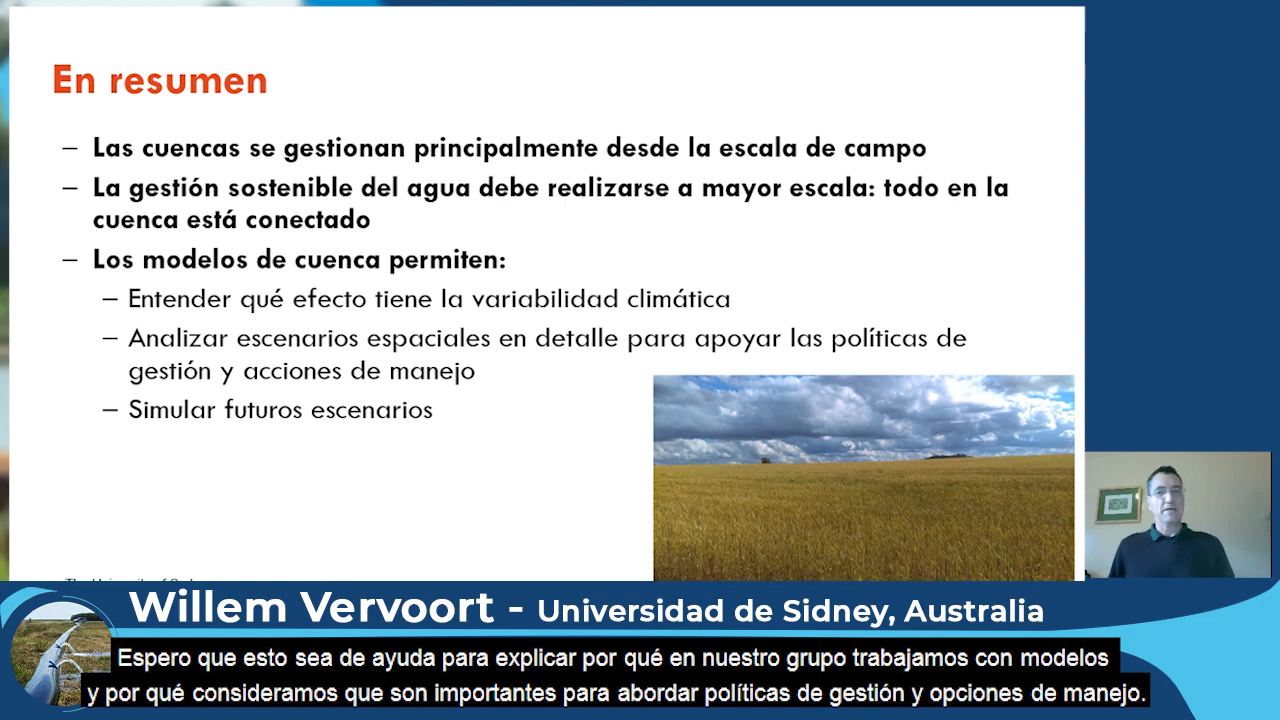 En resumen
– Las cuencas se gestionan principalmente desde la escala de campo
– La gestión sostenible del agua debe realizarse a mayor escala: todo en la
cuenca está conectado
– Los modelos de cuenca permiten:
– Entender qué efecto tiene la variabilidad climática
– Analizar escenarios espaciales en detalle para apoyar las políticas de
gestión y acciones de manejo
– Simular futuros escenarios
Willem Vervoort - Universidad de Sidney, Australia
Espero que esto sea de ayuda para explicar por qué en nuestro grupo trabajamos con modelos
y por qué consideramos que son importantes para abordar políticas de gestión y opciones de manejo.